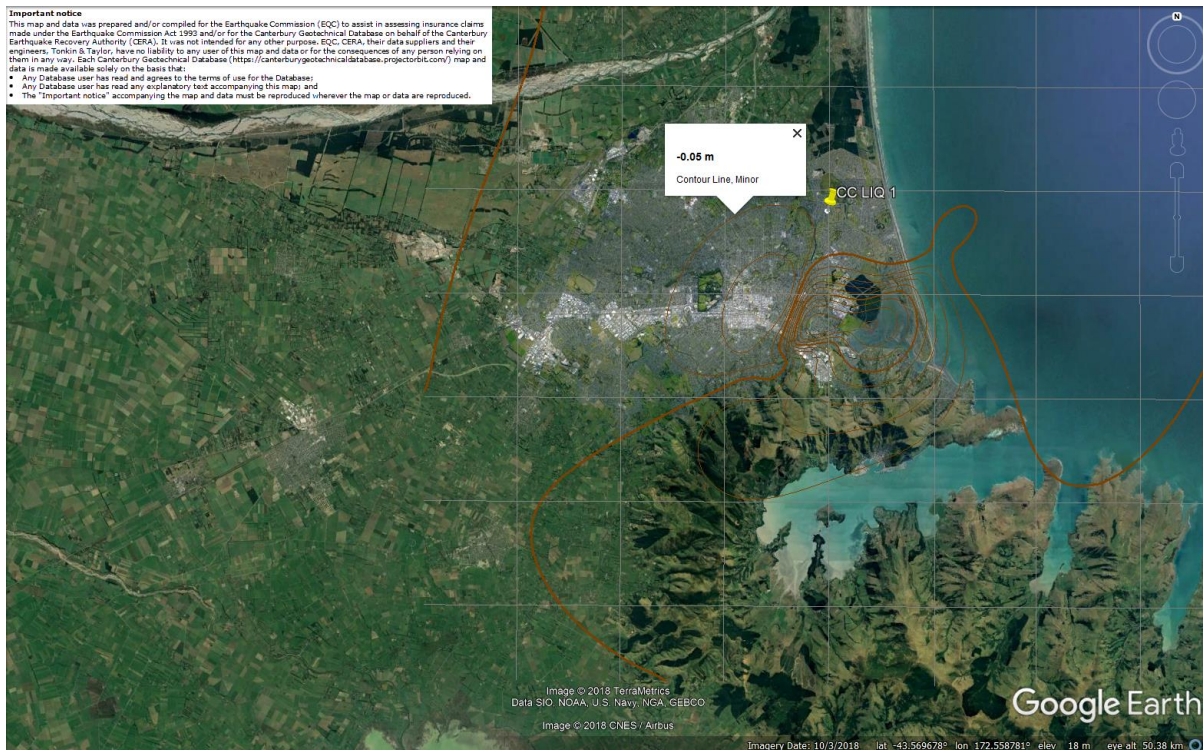 Important notice
This map and data was prepared and/or compiled for the Earthquake Commission (EQC) to assist in assessing insurance claims
made under the Earthquake Commission Act 1993 and/or for the Canterbury Geotechnical Database on behalf of the Canterbury
Earthquake Recovery Authority (CERA). It was not intended for any other purpose. EQC, CERA, their data suppliers and their
engineers, Tonkin & Taylor, have no liability to any user of this map and data or for the consequences of any person relying on
them in any way. Each Canterbury Geotechnical Database (https://canterburygeotechnicaldatabase.projectorbit.com/) map and
data is made available solely on the basis that:
• Any Database user has read and agrees to the terms of use for the Database;
• Any Database user has read any explanatory text accompanying this map; and
• The "Important notice" accompanying the map and data must be reproduced wherever the map or data are reproduced.
N
-0.05 m
Contour Line, Minor
CC LIQ 1
Image © 2018 TerraMetrics
Data SIO, NOAA, U.S. Navy, NGA, GEBCO
Image © 2018 CNES / Airbus
Google Earth
Imagery Date: 10/3/2018 lat -43.569678° lon 172.558781° elev 18 m eye alt 50.38 km